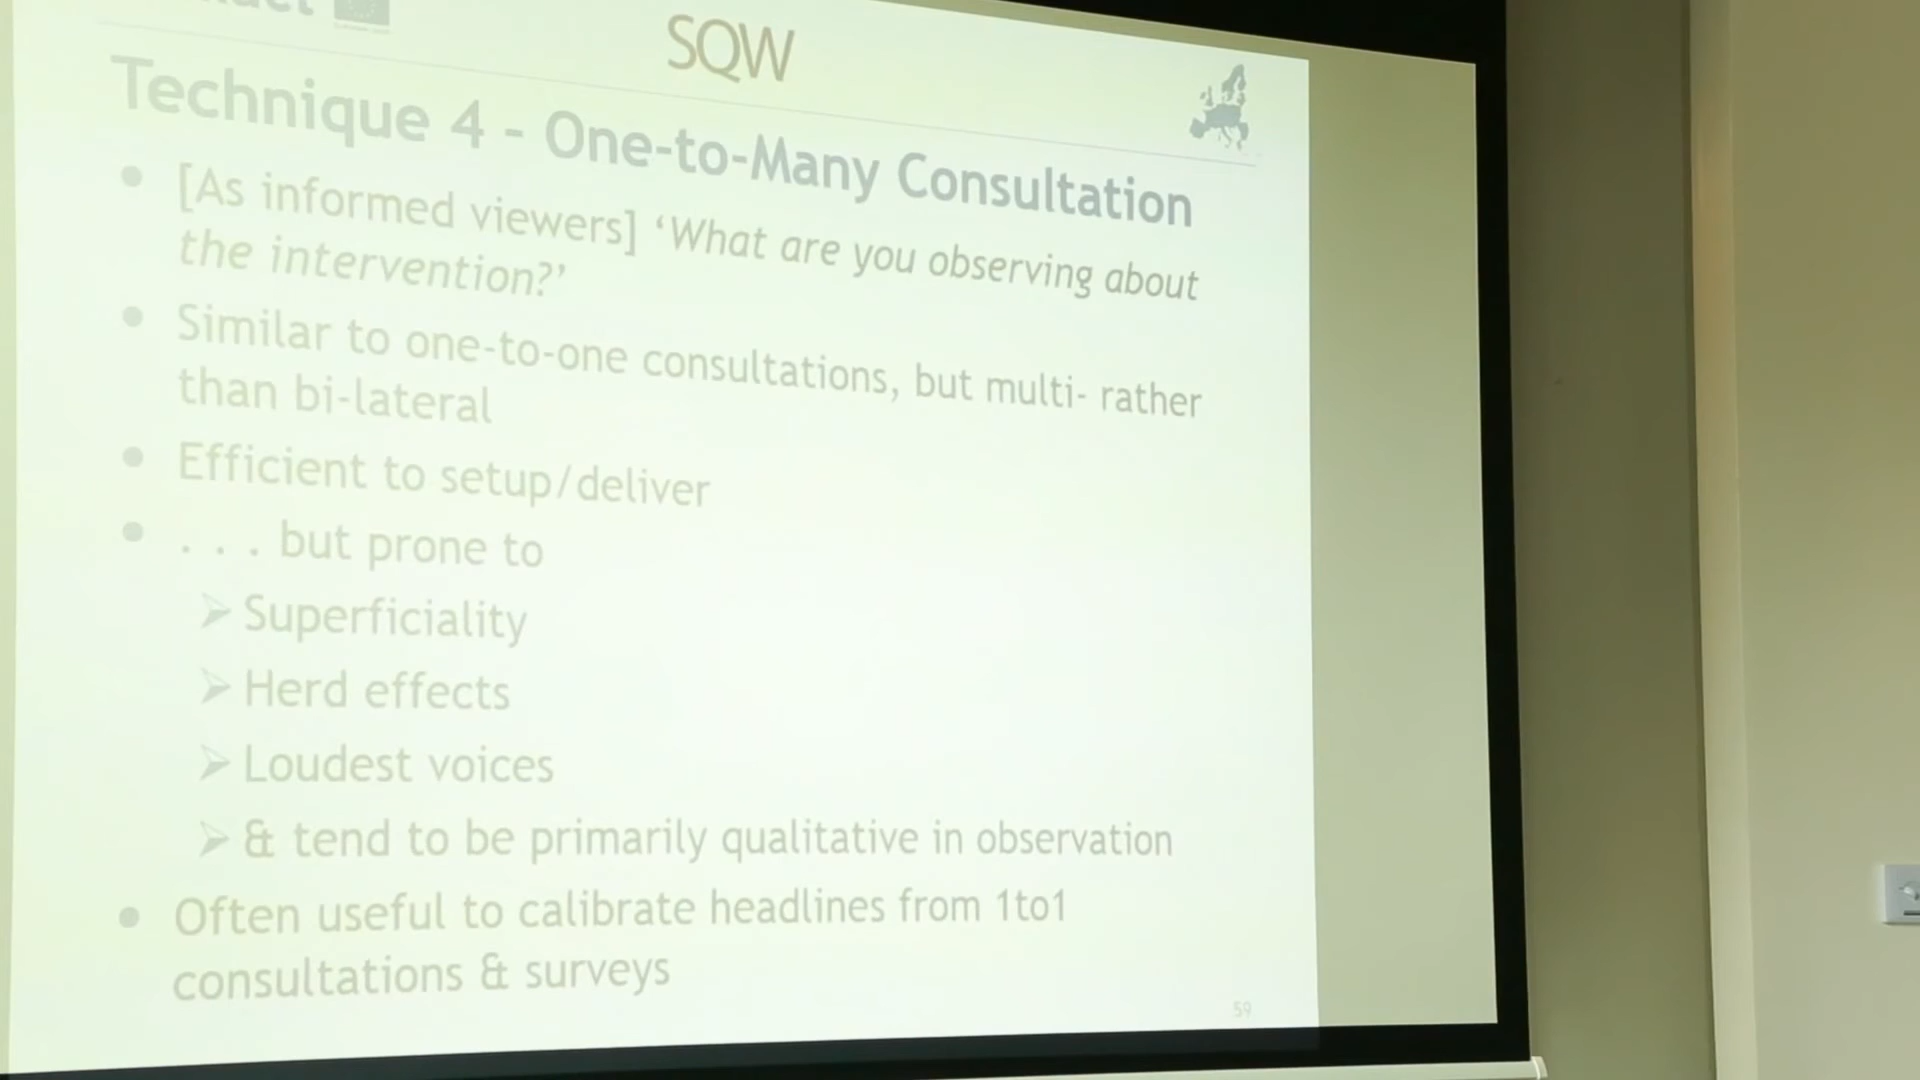 SQW
Technique 4 - One-to-Many Consultation
• [As informed viewers] ‘What are you observing about
the intervention?’
• Similar to one-to-one consultations, but multi- rather
than bi-lateral
• Efficient to setup/deliver
• . . . but prone to
➢ Superficiality
➢ Herd effects
➢ Loudest voices
➢ & tend to be primarily qualitative in observation
• Often useful to calibrate headlines from 1to1
consultations & surveys
59